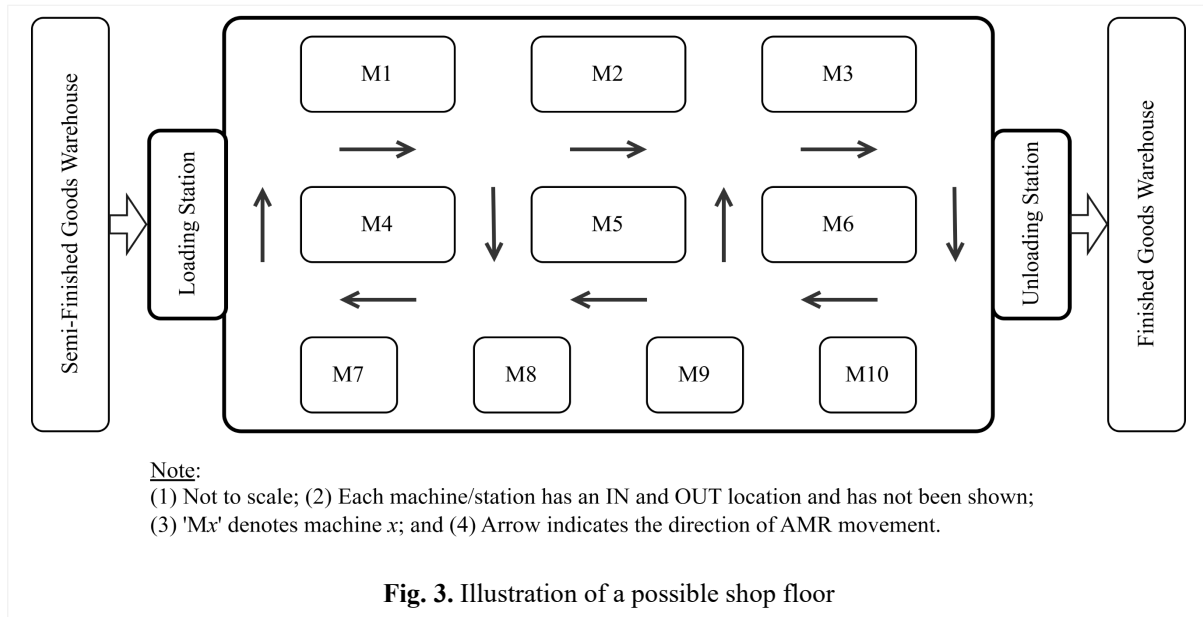 Semi-Finished Goods Warehouse
Loading Station
M1
M2
M3
M4
M5
M6
M7
M8
M9
M10
Unloading Station
Finished Goods Warehouse
Note:
(1) Not to scale; (2) Each machine/station has an IN and OUT location and has not been shown;
(3) 'Mx' denotes machine x; and (4) Arrow indicates the direction of AMR movement.
Fig. 3. Illustration of a possible shop floor